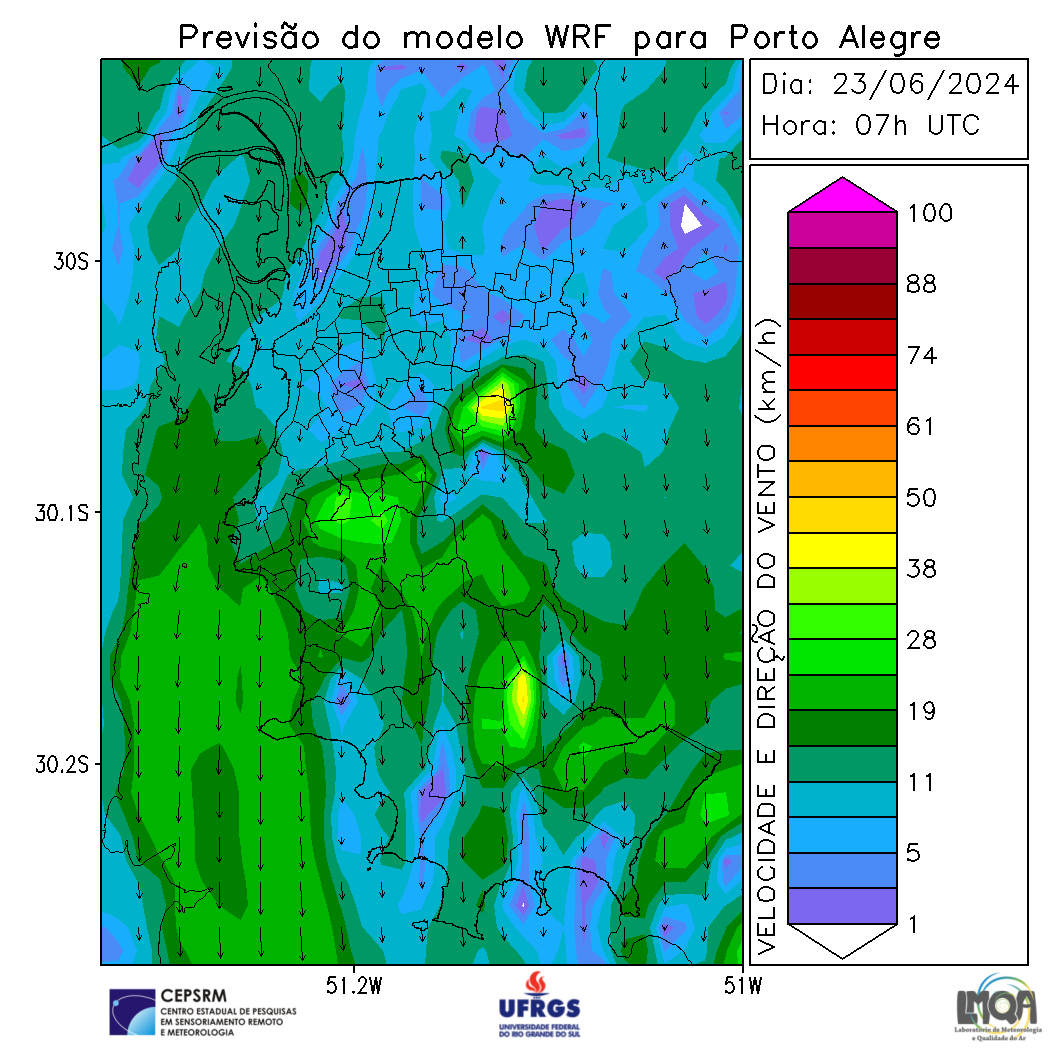 Previsão do modelo WRF para Porto Alegre
Dia: 23/06/2024
Hora: 07h UTC
VELOCIDADE E DIREÇÃO DO VENTO (km/h)
100
88
74
61
50
38
28
19
11
5
1
30S
30.1S
30.2S
51.2W
51W
CEPSRM
CENTRO ESTADUAL DE PESQUISAS
EM SENSORIAMENTO REMOTO
E METEOROLOGIA
UFRGS
UNIVERSIDADE FEDERAL
DO RIO GRANDE DO SUL
LMQA
Laboratório de Meteorologia
e Qualidade do Ar